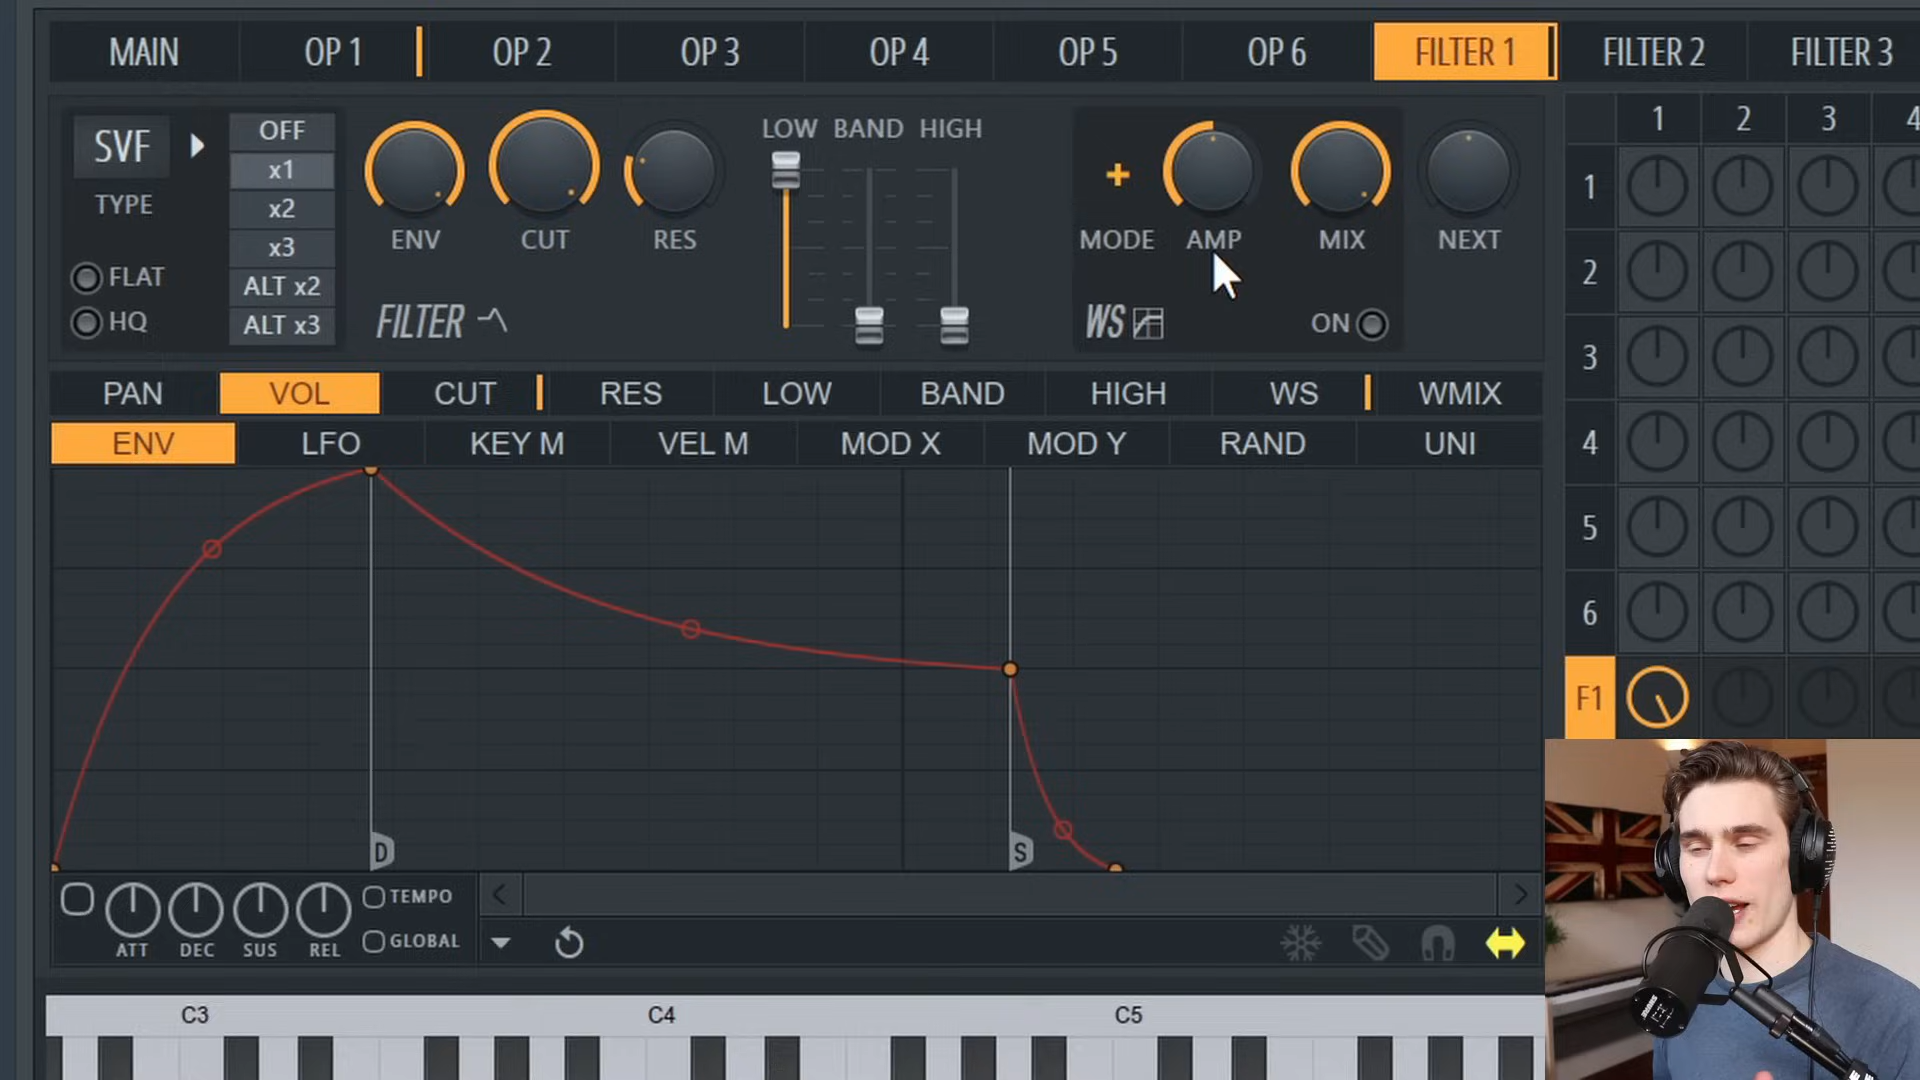 MAIN OP 1 OP 2 OP 3 OP 4 OP 5 OP 6 FILTER 1 FILTER 2 FILTER 3
SVF
TYPE
FLAT
HQ
OFF
x1
x2
x3
ALT x2
ALT x3
ENV CUT RES
FILTER
LOW BAND HIGH
+
MODE AMP MIX
WS
ON
NEXT
1 2 3 4
1
2
3
4
5
6
F1
PAN VOL CUT RES LOW BAND HIGH WS WMIX
ENV LFO KEY M VEL M MOD X MOD Y RAND UNI
D S
ATT DEC SUS REL
TEMPO
GLOBAL
C3 C4 C5